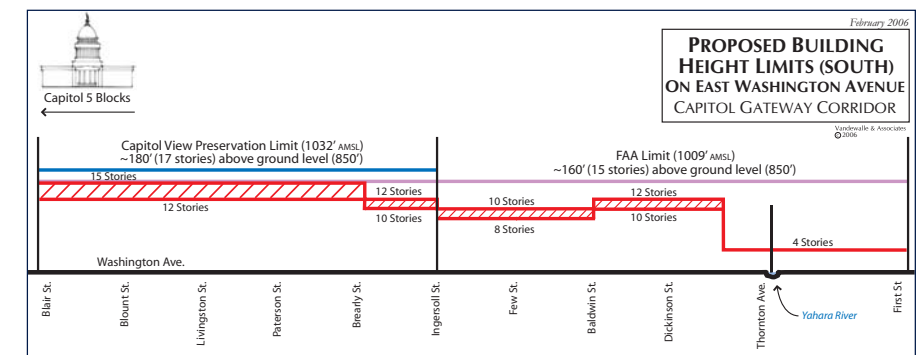 February 2006
PROPOSED BUILDING
HEIGHT LIMITS (SOUTH)
ON EAST WASHINGTON AVENUE
CAPITOL GATEWAY CORRIDOR
Vandewalle & Associates
©2006
Capitol 5 Blocks
Capitol View Preservation Limit (1032' AMSL)
~180' (17 stories) above ground level (850')
FAA Limit (1009' AMSL)
~160' (15 stories) above ground level (850')
15 Stories
12 Stories
12 Stories
10 Stories
10 Stories
8 Stories
12 Stories
10 Stories
4 Stories
Washington Ave.
Blair St.
Blount St.
Livingston St.
Paterson St.
Brearly St.
Ingersoll St.
Few St.
Baldwin St.
Dickinson St.
Thornton Ave.
Yahara River
First St